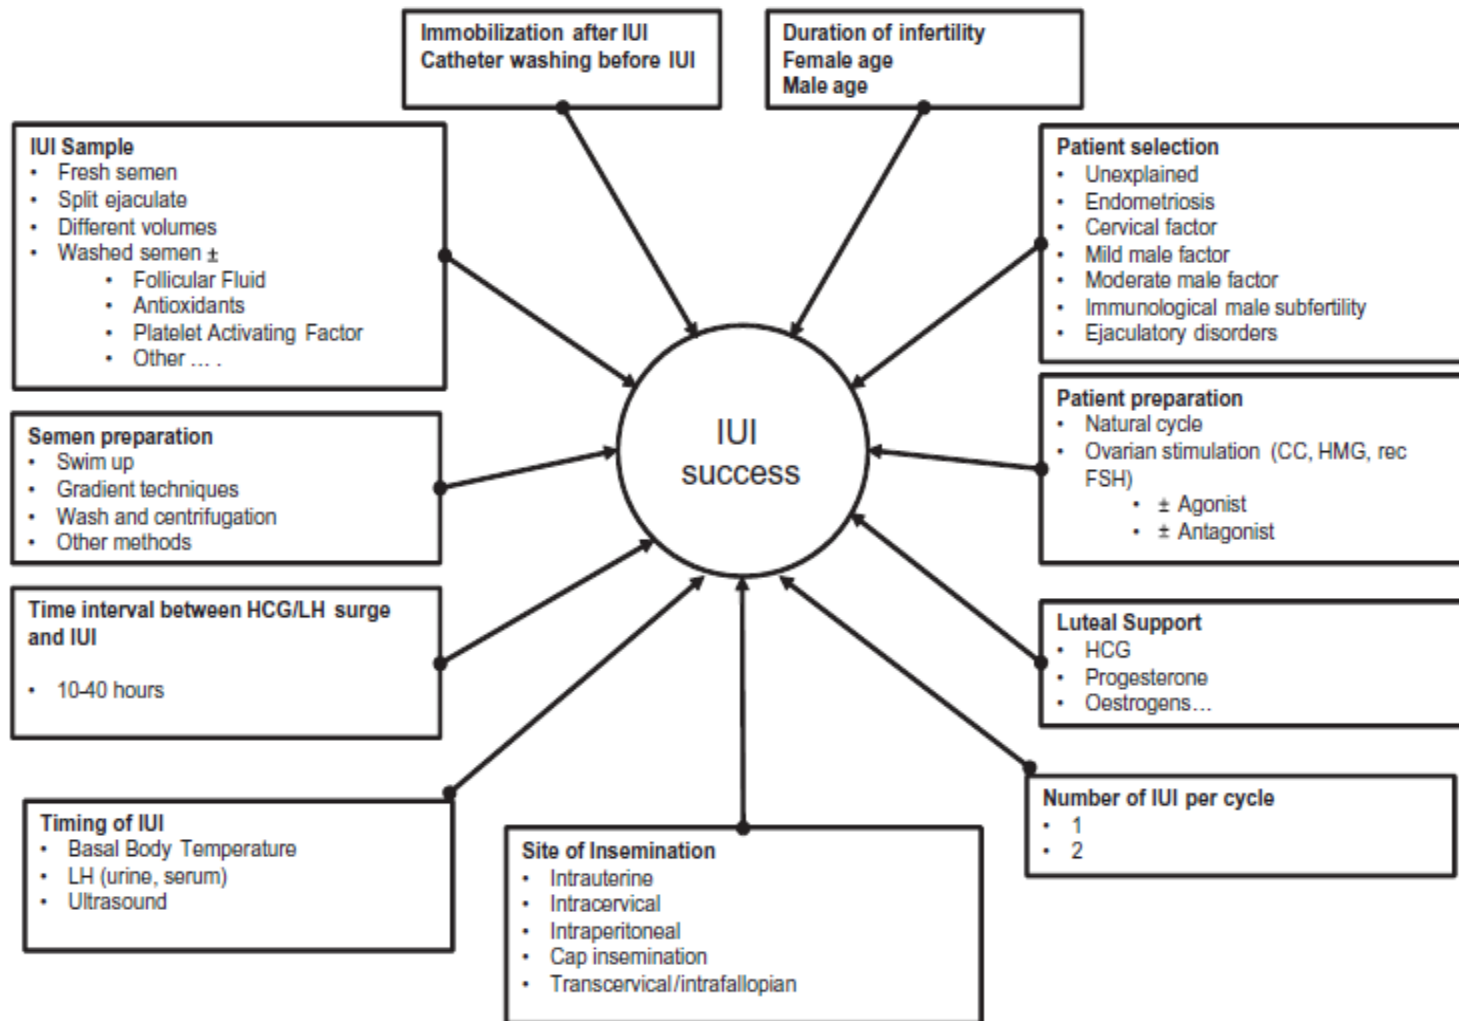 Immobilization after IUI
Catheter washing before IUI
Duration of infertility
Female age
Male age
IUI Sample
• Fresh semen
• Split ejaculate
• Different volumes
• Washed semen ±
• Follicular Fluid
• Antioxidants
• Platelet Activating Factor
• Other ... .
Patient selection
• Unexplained
• Endometriosis
• Cervical factor
• Mild male factor
• Moderate male factor
• Immunological male subfertility
• Ejaculatory disorders
IUI
success
Semen preparation
• Swim up
• Gradient techniques
• Wash and centrifugation
• Other methods
Patient preparation
• Natural cycle
• Ovarian stimulation (CC, HMG, rec
FSH)
• ± Agonist
• ± Antagonist
Time interval between HCG/LH surge
and IUI
• 10-40 hours
Luteal Support
• HCG
• Progesterone
• Oestrogens...
Timing of IUI
• Basal Body Temperature
• LH (urine, serum)
• Ultrasound
Site of Insemination
• Intrauterine
• Intracervical
• Intraperitoneal
• Cap insemination
• Transcervical/intrafallopian
Number of IUI per cycle
• 1
• 2